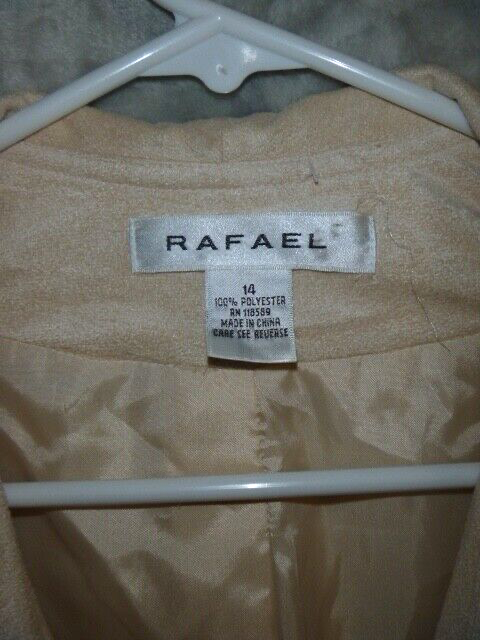 RAFAEL
14
100% POLYESTER
RN 118589
MADE IN CHINA
CARE SEE REVERSE